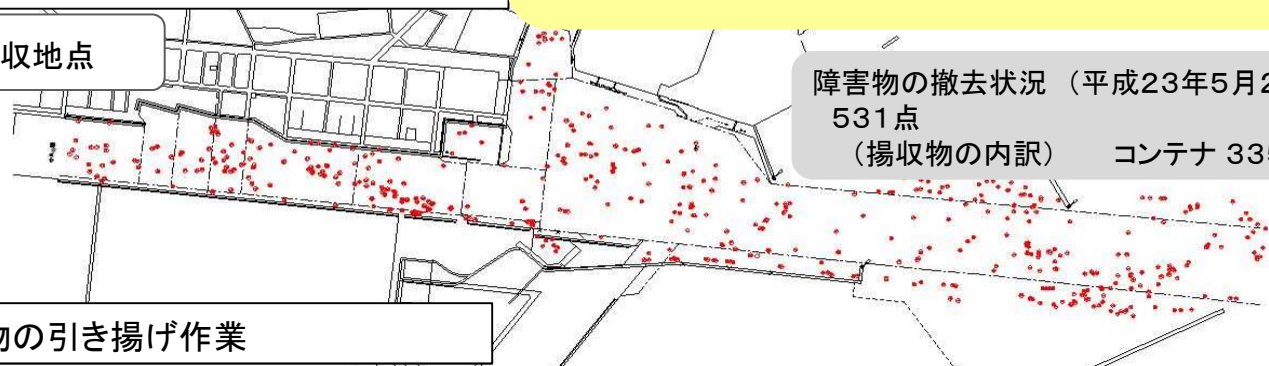 収地点
障害物の撤去状況 （平成23年5月2
531点
（揚収物の内訳） コンテナ 335
物の引き揚げ作業